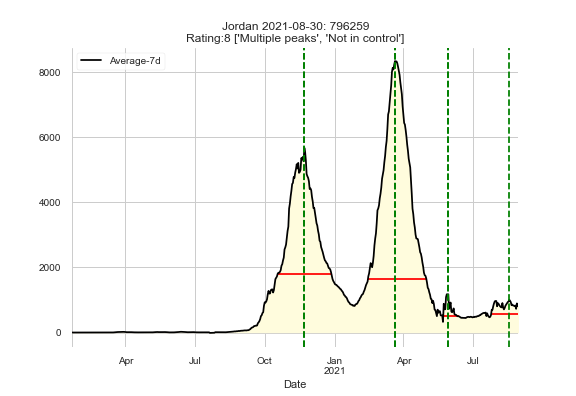 Jordan 2021-08-30: 796259
Rating:8 ['Multiple peaks', 'Not in control']
Average-7d
8000
6000
4000
2000
0
Apr
Jul
Oct
Jan
2021
Apr
Jul
Date